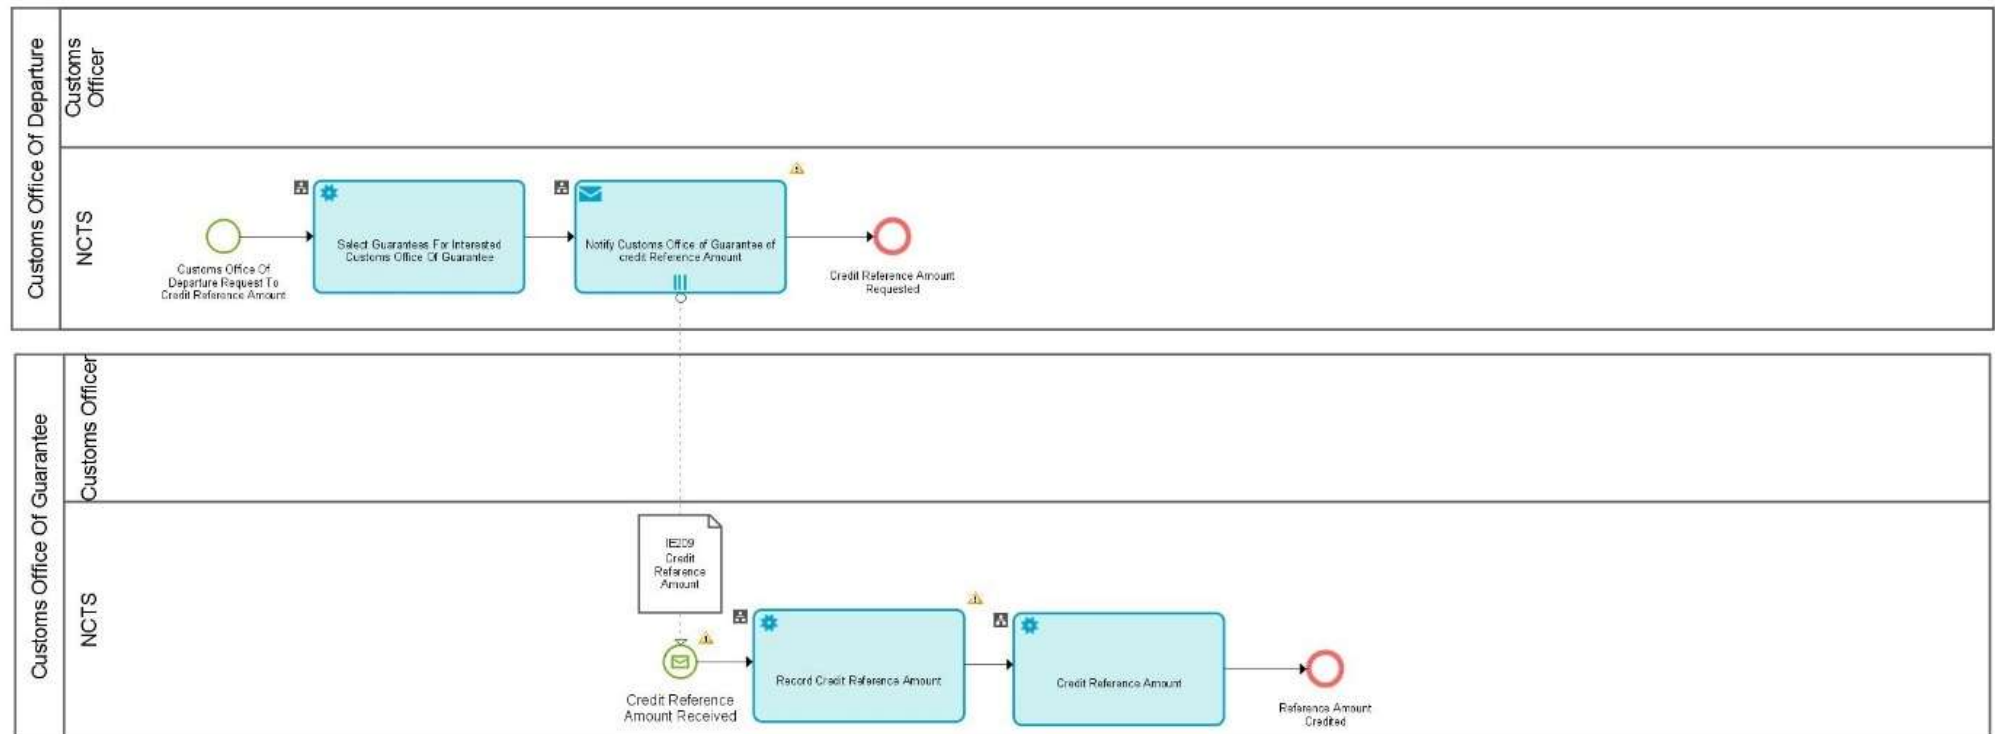 Customs Office Of Departure
Customs
Officer
NCTS
Customs Office Of
Departure Request To
Credit Reference Amount
Select Guarantees For Interested
Customs Office Of Guarantee
Notify Customs Office of Guarantee of
credit Reference Amount
Credit Reference Amount
Requested
Customs Office Of Guarantee
Customs Officer
NCTS
IE209
Credit
Reference
Amount
Credit Reference
Amount Received
Record Credit Reference Amount
Credit Reference Amount
Reference Amount
Credited